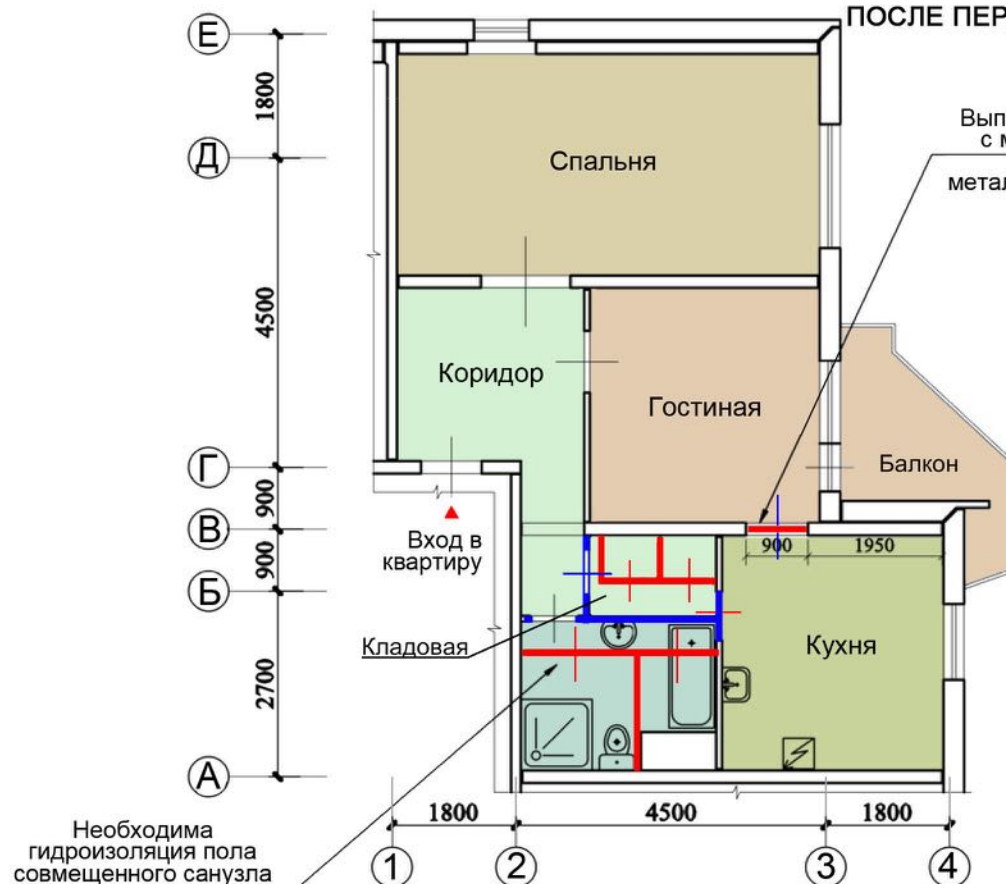 ПОСЛЕ ПЕР
Е
1800
Вып
с м
метал
Д
Спальня
4500
Коридор
Гостиная
Балкон
Г
900
В
Вход в
квартиру
900
1950
900
Б
Кладовая
Кухня
2700
А
1800
4500
1800
Необходима
гидроизоляция пола
совмещенного санузла
1
2
3
4